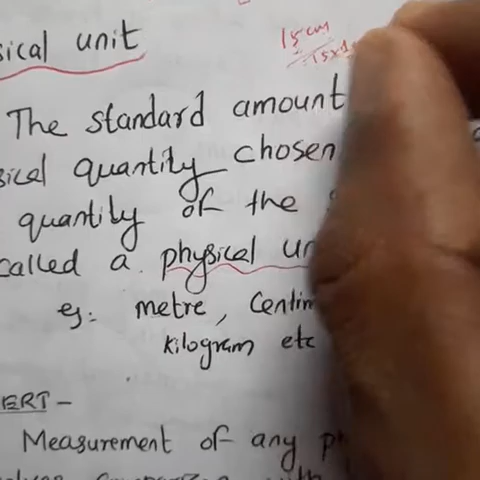 sical unit
15cm
15x1
The standard amount
sical quantity chosen
quantity of the
called a physical un
eg: metre, Centim
kilogram etc
ERT -
Measurement of any p